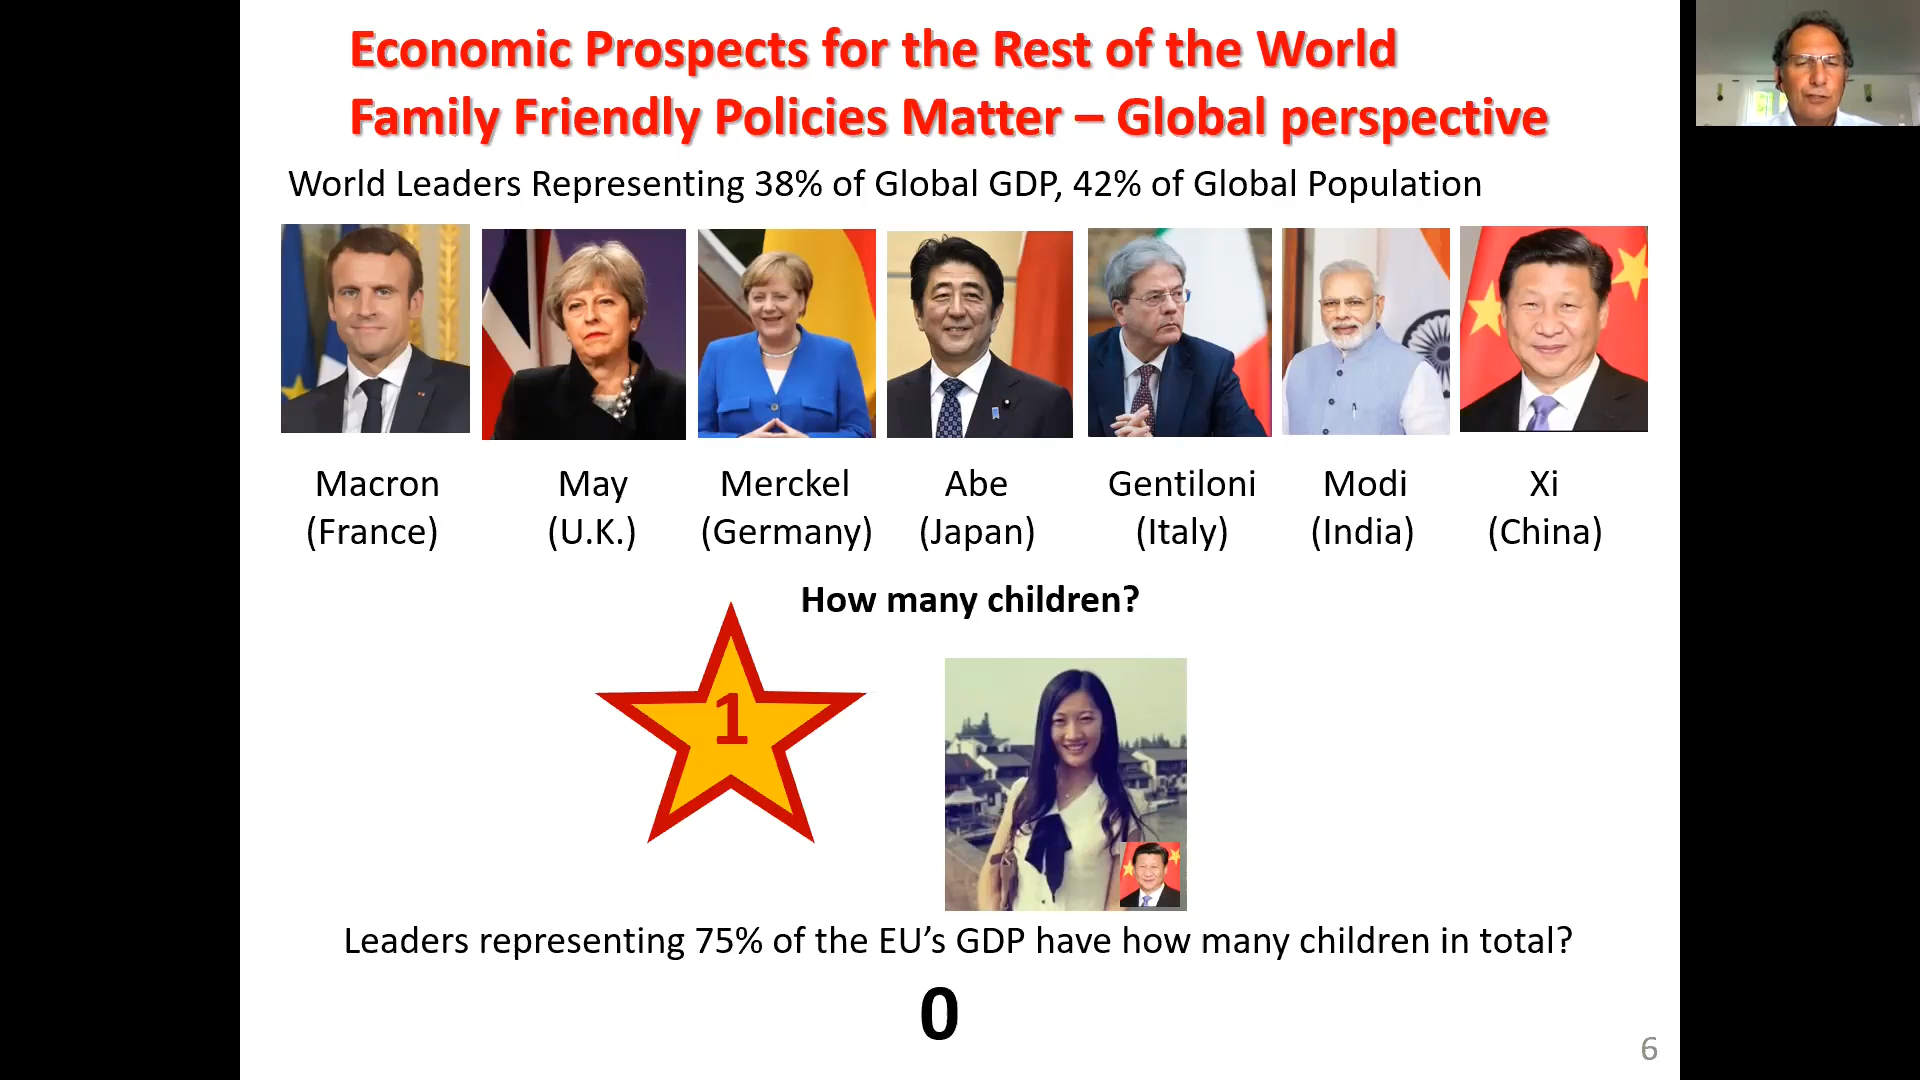 Economic Prospects for the Rest of the World
Family Friendly Policies Matter – Global perspective
World Leaders Representing 38% of Global GDP, 42% of Global Population
Macron May Merckel Abe Gentiloni Modi Xi
(France) (U.K.) (Germany) (Japan) (Italy) (India) (China)
How many children?
1
Leaders representing 75% of the EU’s GDP have how many children in total?
0
6